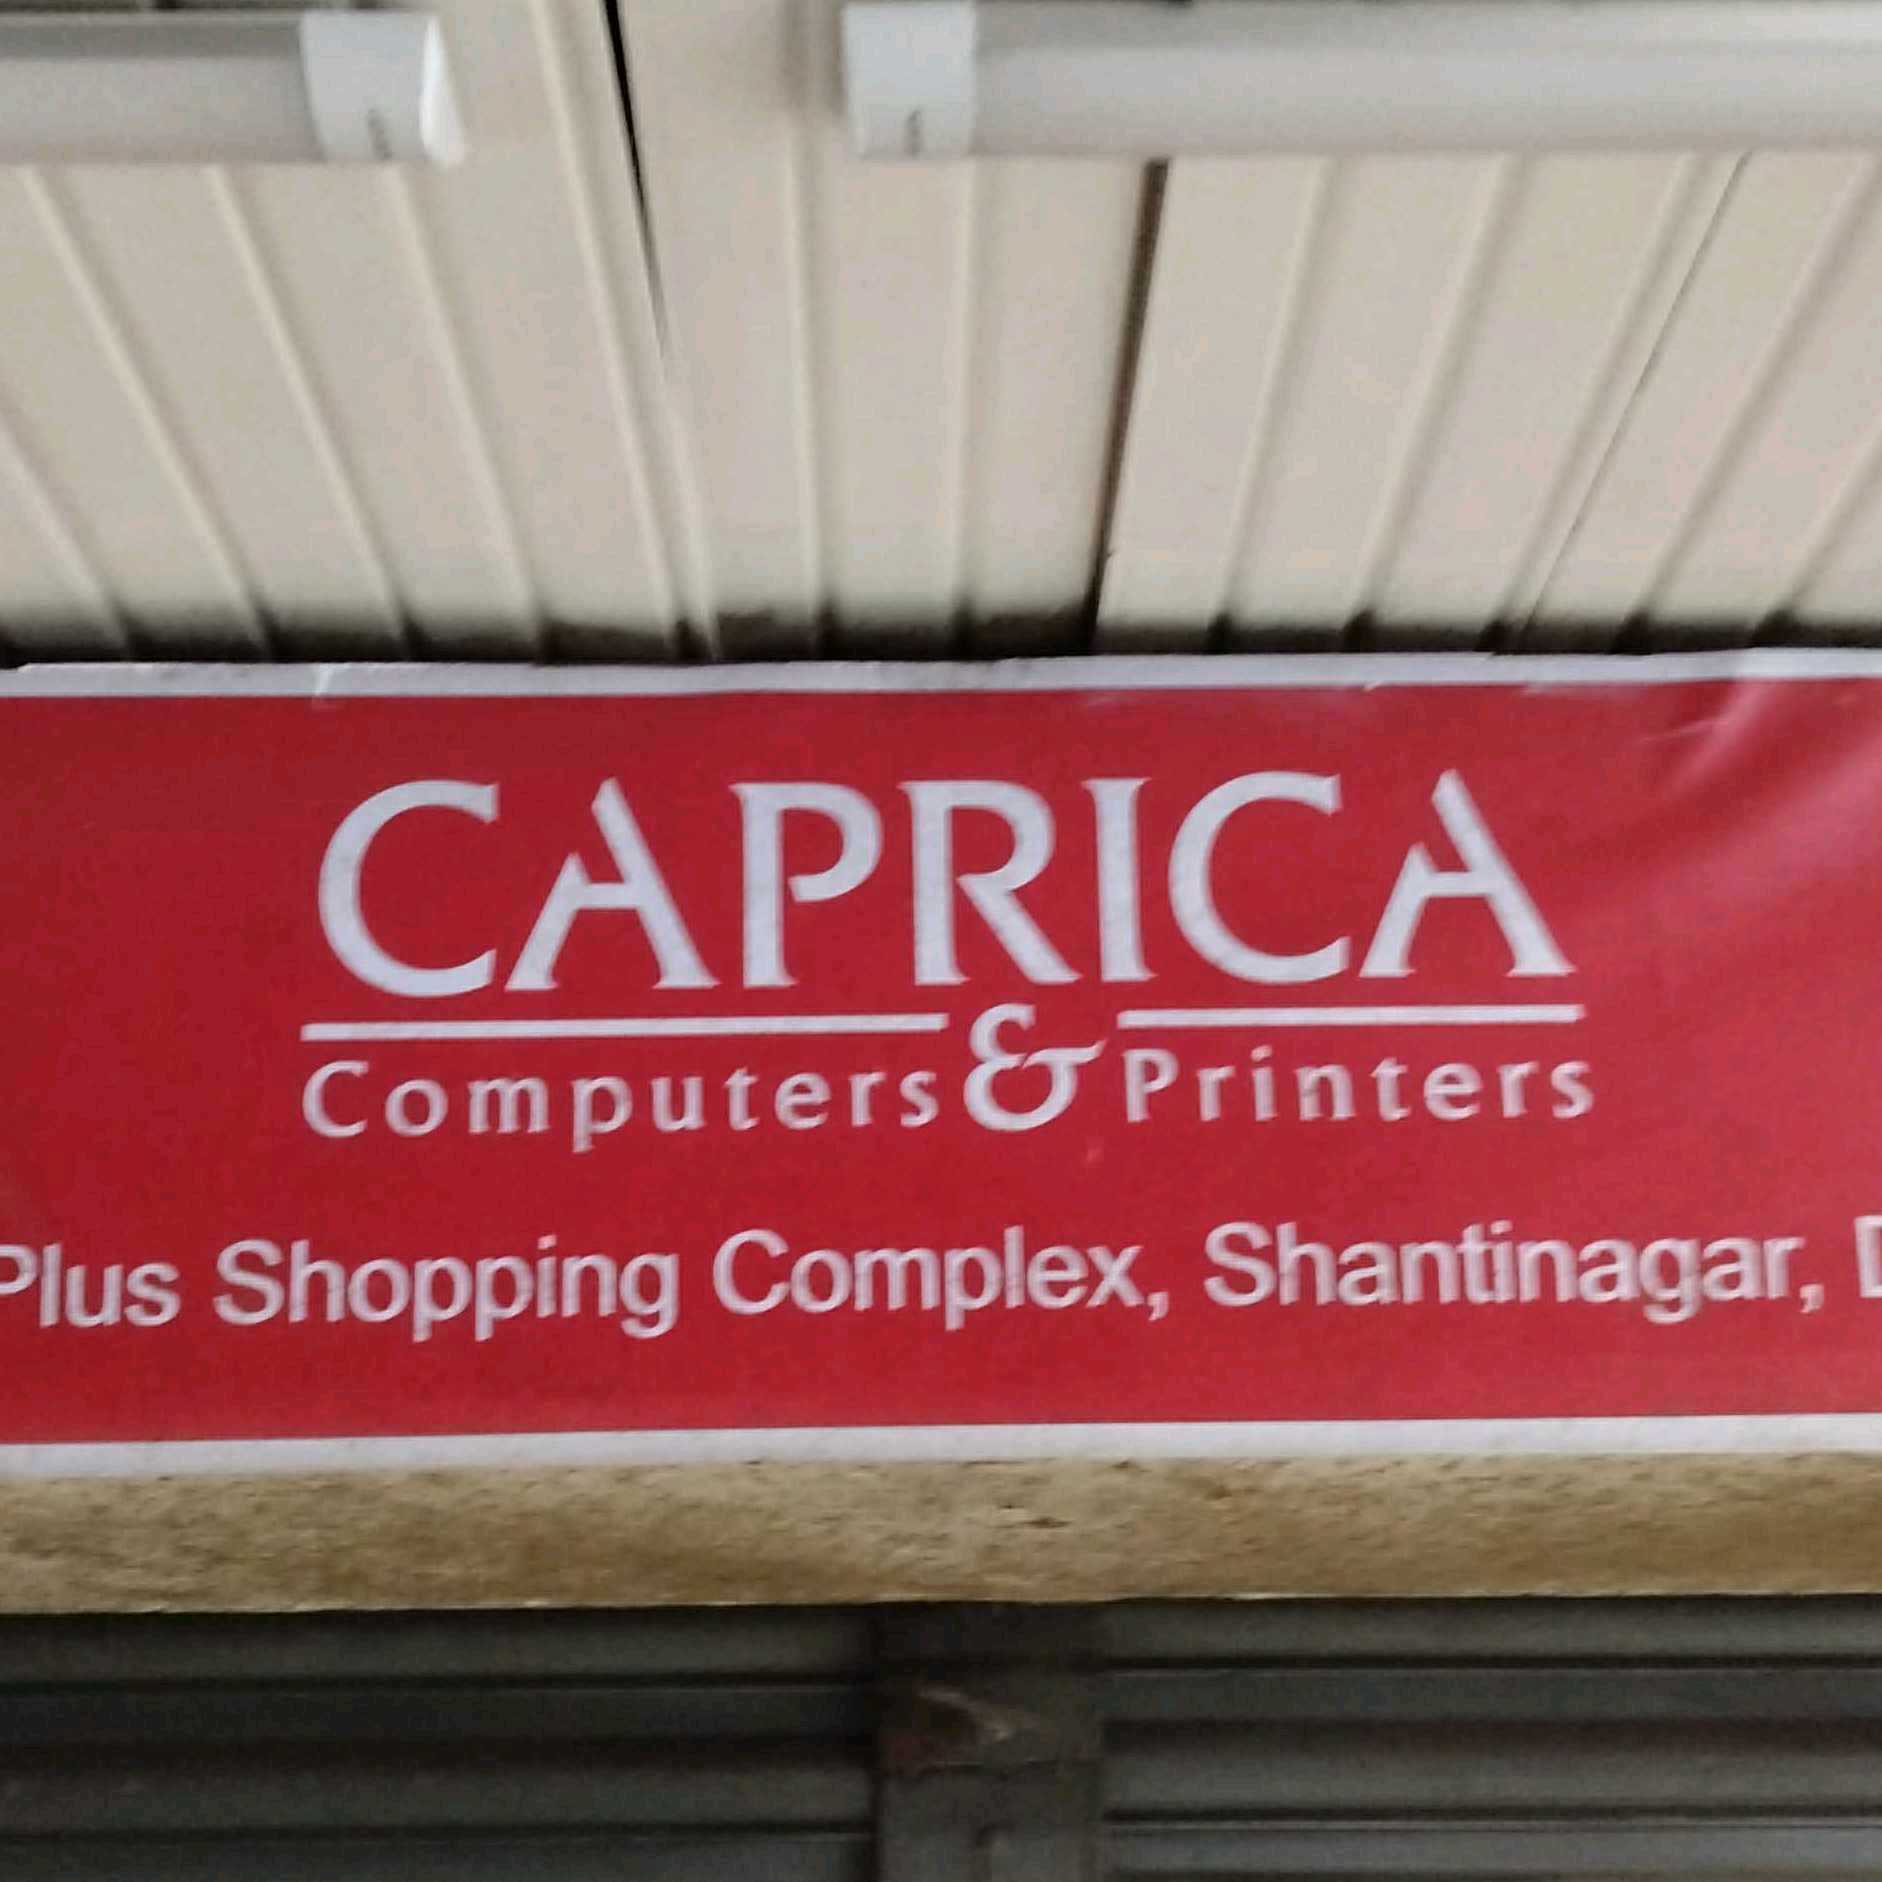 CAPRICA
Computers & Printers
Plus Shopping Complex, Shantinagar,